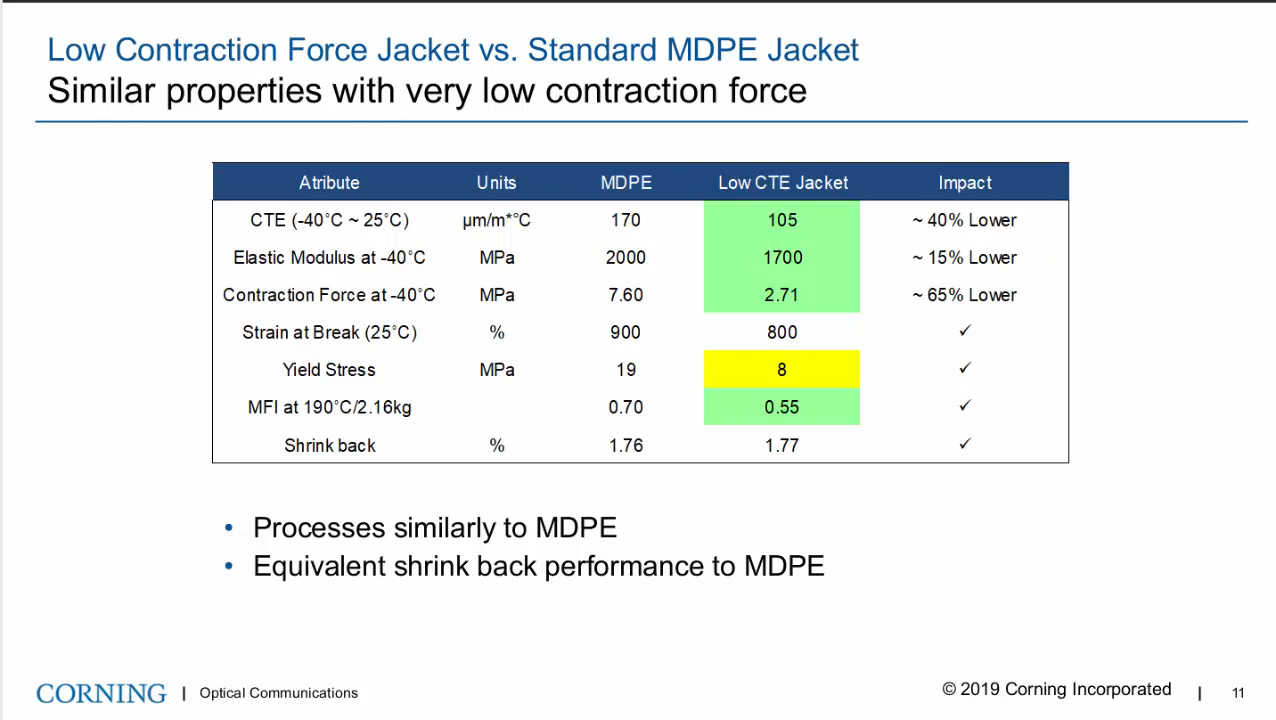 Low Contraction Force Jacket vs. Standard MDPE Jacket
Similar properties with very low contraction force
Atribute Units MDPE Low CTE Jacket Impact
CTE (-40°C ~ 25°C) µm/m*°C 170 105 ~ 40% Lower
Elastic Modulus at -40°C MPa 2000 1700 ~ 15% Lower
Contraction Force at -40°C MPa 7.60 2.71 ~ 65% Lower
Strain at Break (25°C) % 900 800 ✓
Yield Stress MPa 19 8 ✓
MFI at 190°C/2.16kg 0.70 0.55 ✓
Shrink back % 1.76 1.77 ✓
• Processes similarly to MDPE
• Equivalent shrink back performance to MDPE
CORNING | Optical Communications © 2019 Corning Incorporated | 11